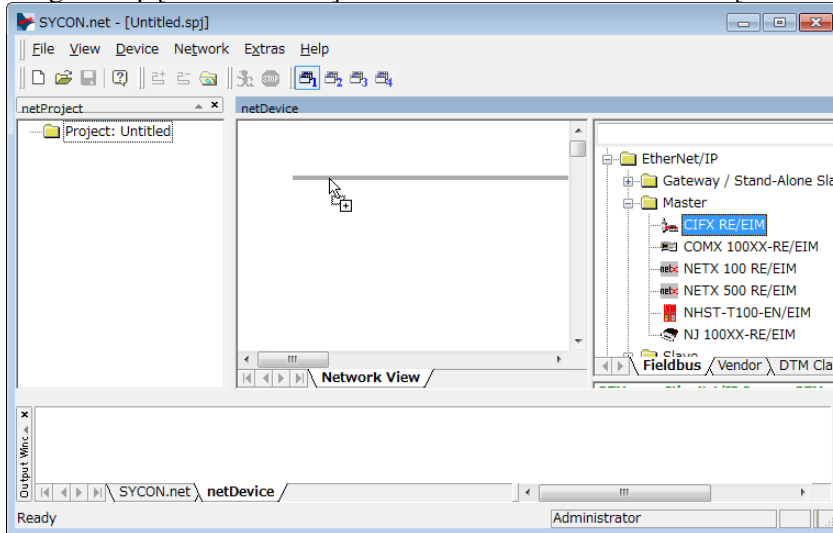 SYCON.net - [Untitled.spj]
File View Device Network Extras Help
netProject
netDevice
Project: Untitled
EtherNet/IP
Gateway / Stand-Alone Sla
Master
CIFX RE/EIM
COMX 100XX-RE/EIM
NETX 100 RE/EIM
NETX 500 RE/EIM
NHST-T100-EN/EIM
NJ 100XX-RE/EIM
Slave
Network View
Fieldbus Vendor DTM Cla
Output Winc
SYCON.net netDevice
Ready
Administrator